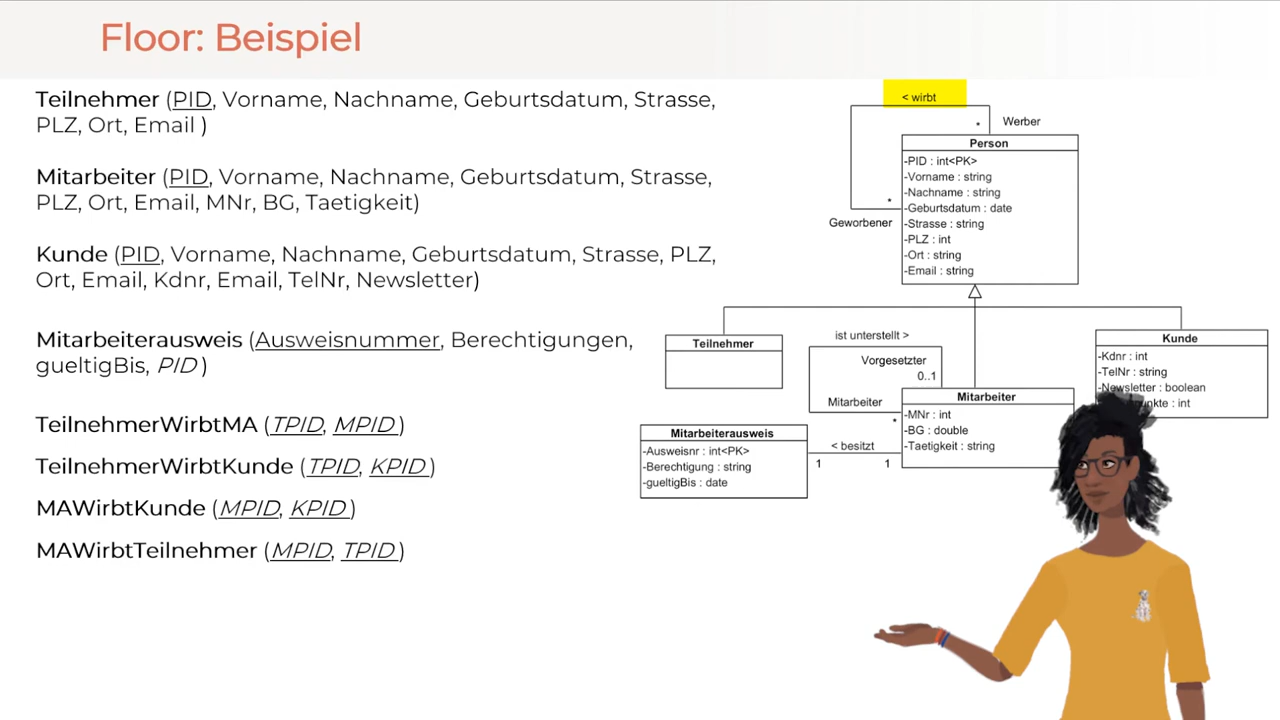 Floor: Beispiel
Teilnehmer (PID, Vorname, Nachname, Geburtsdatum, Strasse,
PLZ, Ort, Email )
Mitarbeiter (PID, Vorname, Nachname, Geburtsdatum, Strasse,
PLZ, Ort, Email, MNr, BG, Taetigkeit)
Kunde (PID, Vorname, Nachname, Geburtsdatum, Strasse, PLZ,
Ort, Email, Kdnr, Email, TelNr, Newsletter)
Mitarbeiterausweis (Ausweisnummer, Berechtigungen,
gueltigBis, PID )
TeilnehmerWirbtMA (TPID, MPID )
TeilnehmerWirbtKunde (TPID, KPID )
MAWirbtKunde (MPID, KPID )
MAWirbtTeilnehmer (MPID, TPID )
< wirbt
* Werber
Person
-PID : int<PK>
-Vorname : string
-Nachname : string
-Geburtsdatum : date
-Strasse : string
-PLZ : int
-Ort : string
-Email : string
*
Geworbener
Teilnehmer
ist unterstellt >
Vorgesetzter
0..1
Mitarbeiter
*
Mitarbeiter
-MNr : int
-BG : double
-Taetigkeit : string
Kunde
-Kdnr : int
-TelNr : string
-Newsletter : boolean
: int
Mitarbeiterausweis
-Ausweisnr : int<PK>
-Berechtigung : string
-gueltigBis : date
< besitzt
1 1